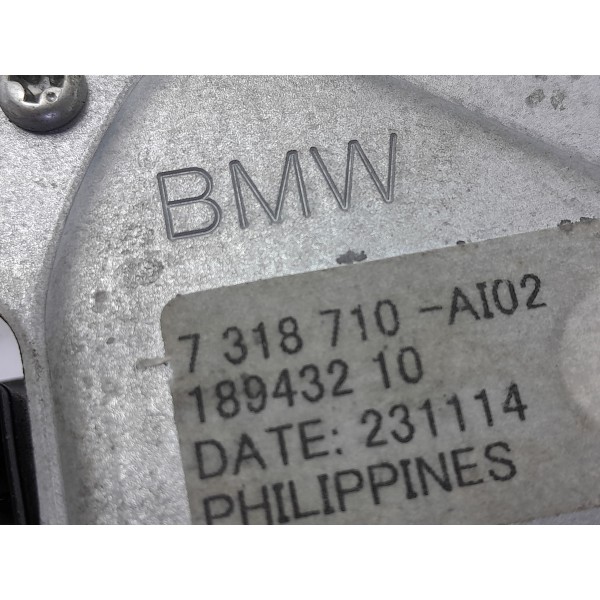 BMW
7 318 710 -AI02
189432 10
DATE: 231114
PHILIPPINES